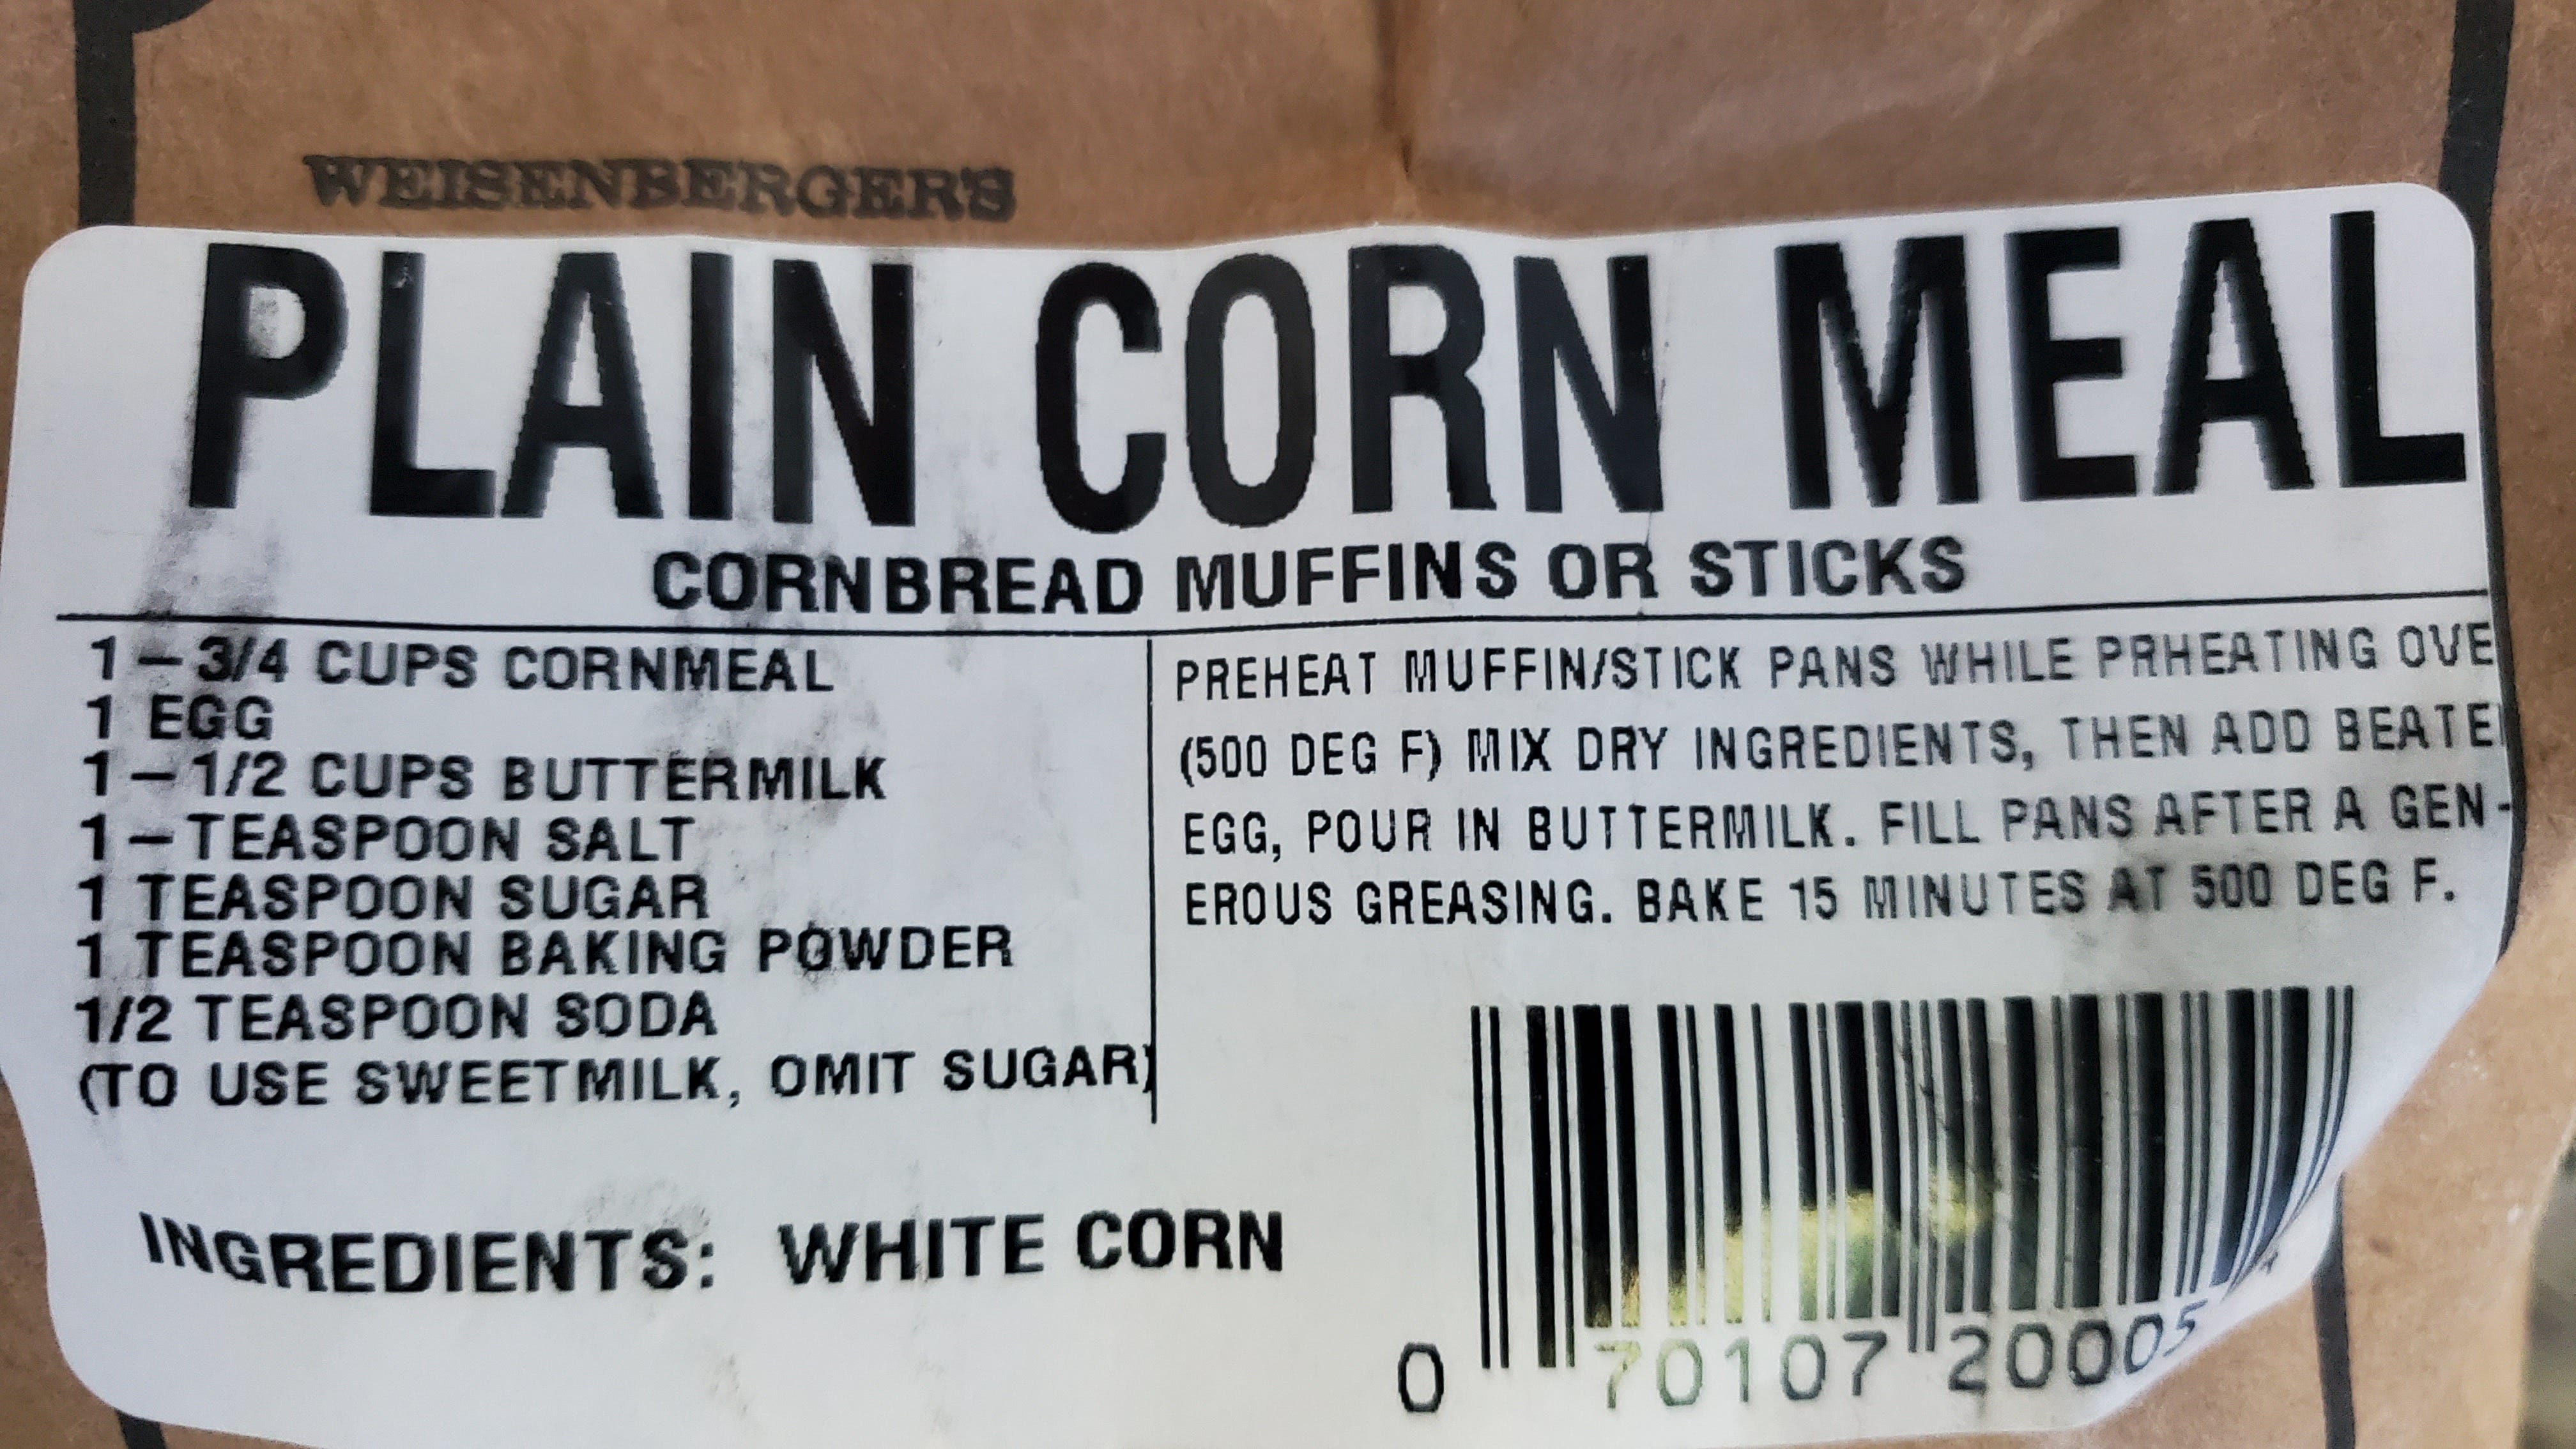 WEISENBERGER'S
PLAIN CORN MEAL
CORNBREAD MUFFINS OR STICKS
1 – 3/4 CUPS CORNMEAL
1 EGG
1 – 1/2 CUPS BUTTERMILK
1 – TEASPOON SALT
1 TEASPOON SUGAR
1 TEASPOON BAKING POWDER
1/2 TEASPOON SODA
(TO USE SWEETMILK, OMIT SUGAR)
PREHEAT MUFFIN/STICK PANS WHILE PRHEATING OVE
(500 DEG F) MIX DRY INGREDIENTS, THEN ADD BEATE
EGG, POUR IN BUTTERMILK. FILL PANS AFTER A GEN-
EROUS GREASING. BAKE 15 MINUTES AT 500 DEG F.
INGREDIENTS: WHITE CORN
0 70107 20005